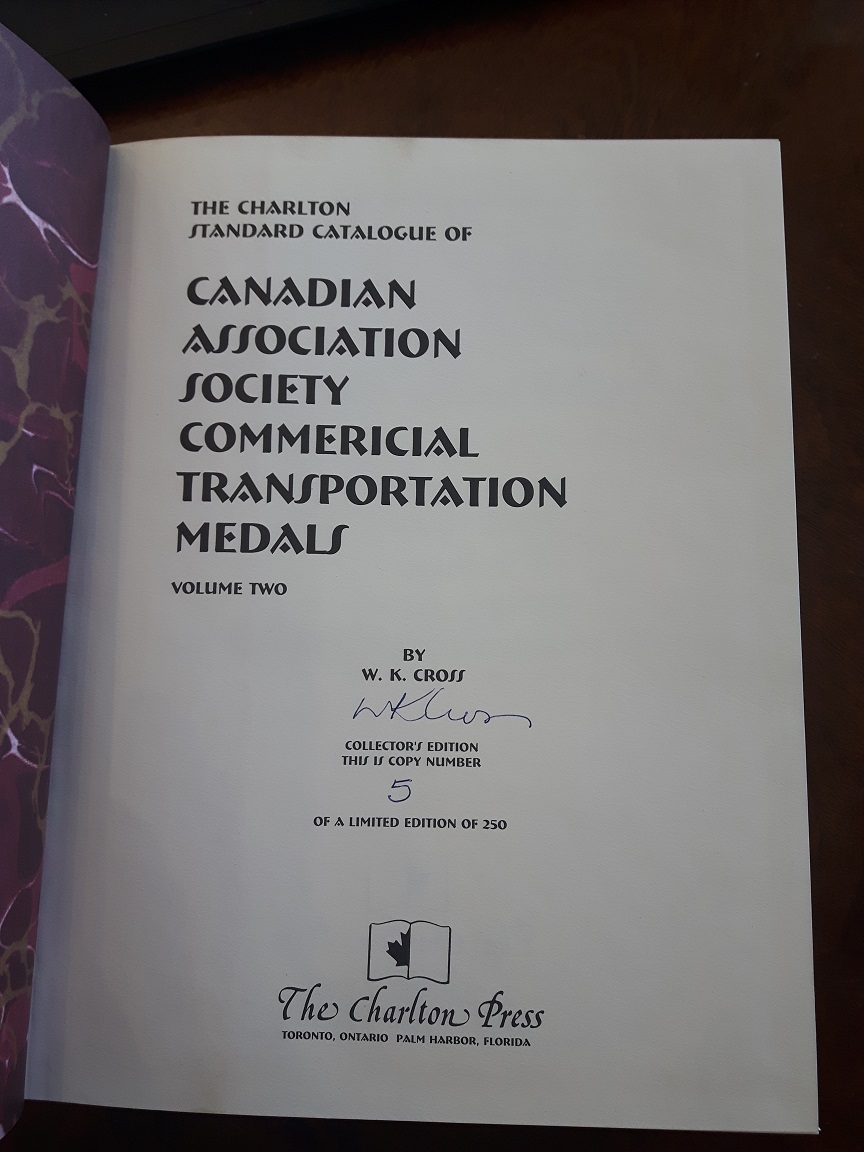 THE CHARLTON
STANDARD CATALOGUE OF
CANADIAN
ASSOCIATION
SOCIETY
COMMERICIAL
TRANSPORTATION
MEDALS
VOLUME TWO
BY
W. K. CROSS
WKCross
COLLECTOR'S EDITION
THIS IS COPY NUMBER
5
OF A LIMITED EDITION OF 250
The Charlton Press
TORONTO, ONTARIO PALM HARBOR, FLORIDA